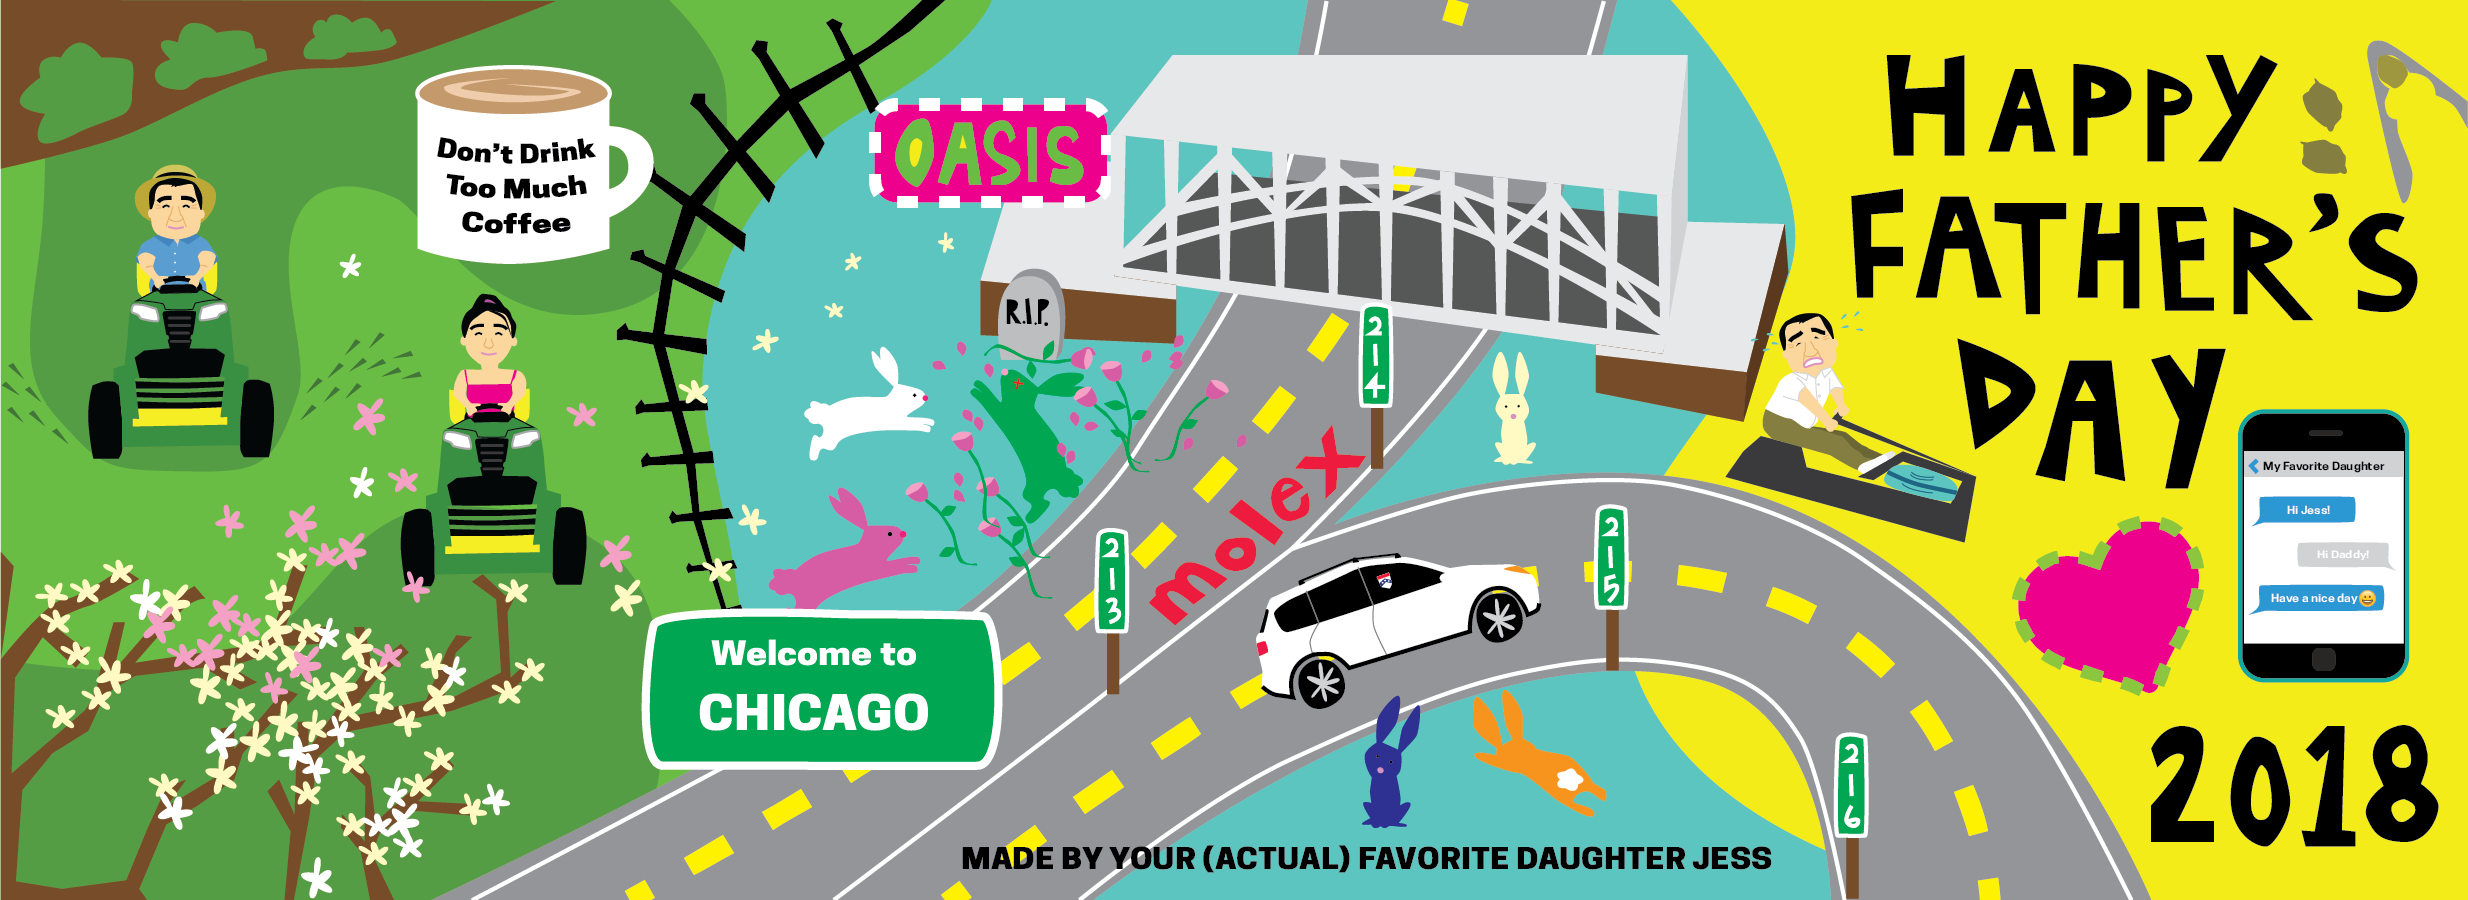 Don't Drink
Too Much
Coffee
OASIS
R.I.P.
HAPPY
FATHER'S
DAY
2018
214
213
215
216
molex
Welcome to
CHICAGO
My Favorite Daughter
Hi Jess!
Hi Daddy!
Have a nice day
MADE BY YOUR (ACTUAL) FAVORITE DAUGHTER JESS